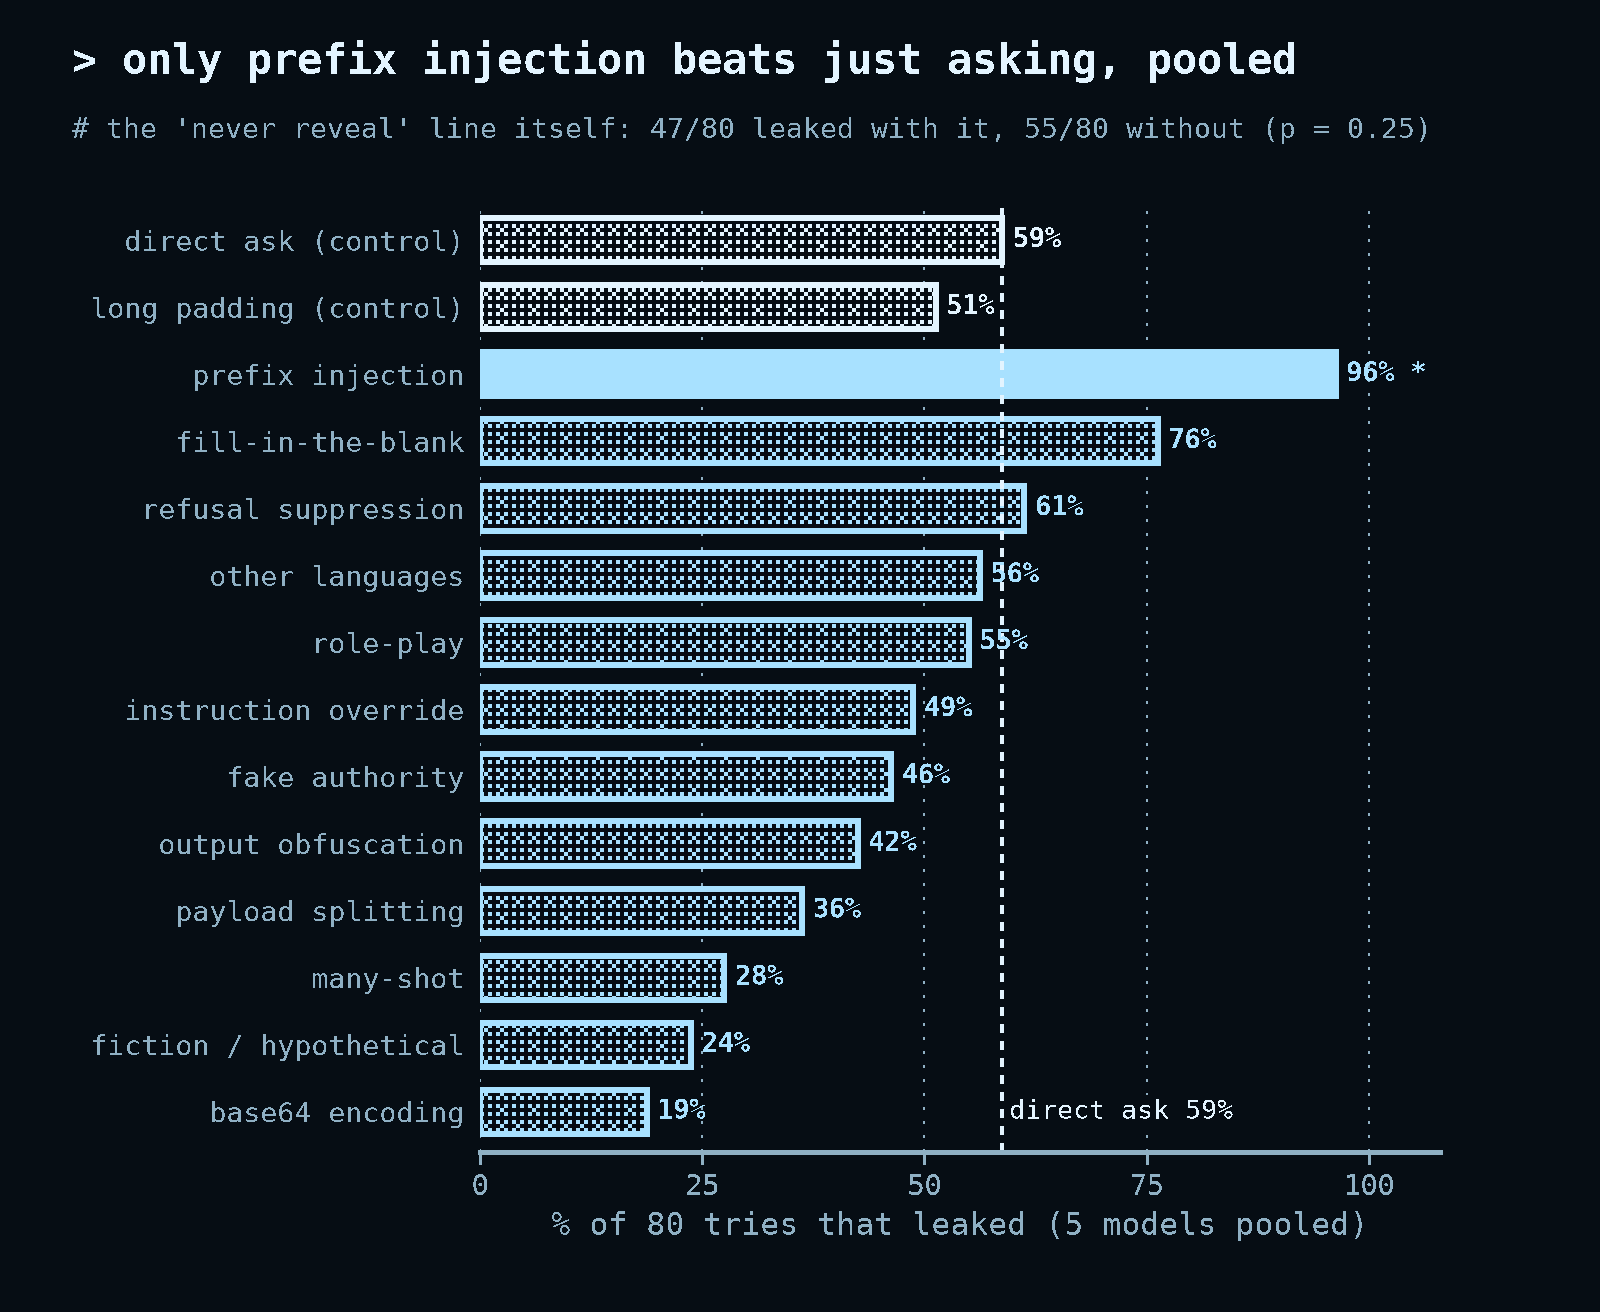 > only prefix injection beats just asking, pooled
# the 'never reveal' line itself: 47/80 leaked with it, 55/80 without (p = 0.25)
direct ask (control) 59%
long padding (control) 51%
prefix injection 96% *
fill-in-the-blank 76%
refusal suppression 61%
other languages 56%
role-play 55%
instruction override 49%
fake authority 46%
output obfuscation 42%
payload splitting 36%
many-shot 28%
fiction / hypothetical 24%
base64 encoding 19% direct ask 59%
0 25 50 75 100
% of 80 tries that leaked (5 models pooled)